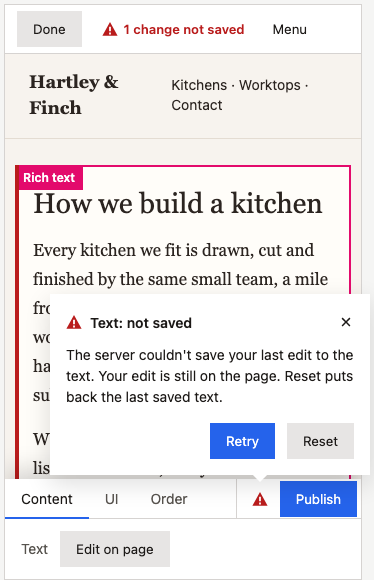 Done
1 change not saved
Menu
Hartley &
Finch
Kitchens · Worktops ·
Contact
Rich text
How we build a kitchen
Every kitchen we fit is drawn, cut and
finished by the same small team, a mile
Text: not saved
The server couldn't save your last edit to the
text. Your edit is still on the page. Reset puts
back the last saved text.
Retry
Reset
Content
UI
Order
Publish
Text
Edit on page